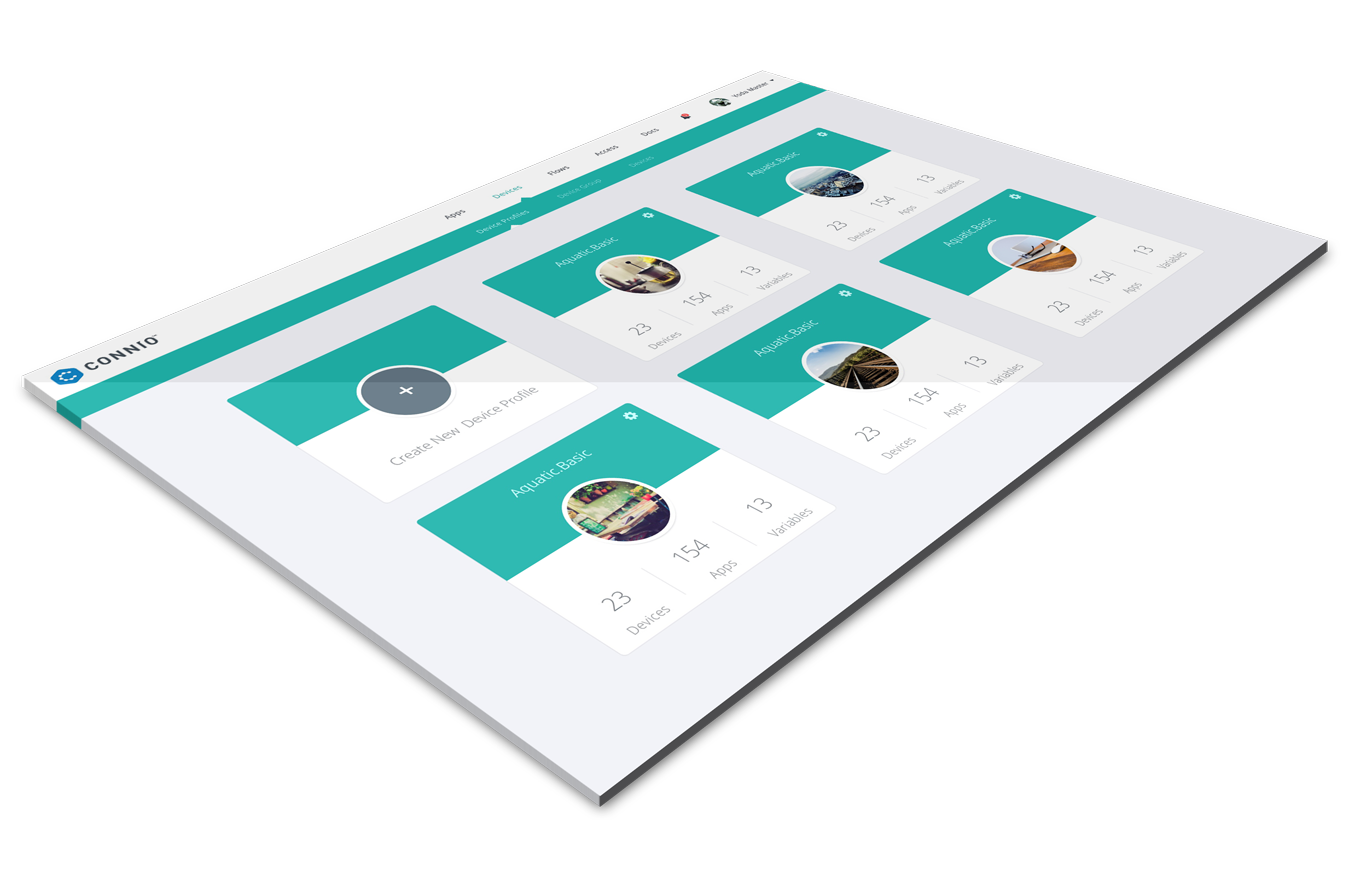 CONNIO™
Apps
Devices
Flows
Access
Docs
Yoda Master
Device Profiles
Device Group
Devices
+
Create New Device Profile
Aquatic.Basic
23
Devices
154
Apps
13
Variables
Aquatic.Basic
23
Devices
154
Apps
13
Variables
Aquatic.Basic
23
Devices
154
Apps
13
Variables
Aquatic.Basic
23
Devices
154
Apps
13
Variables
Aquatic.Basic
23
Devices
154
Apps
13
Variables